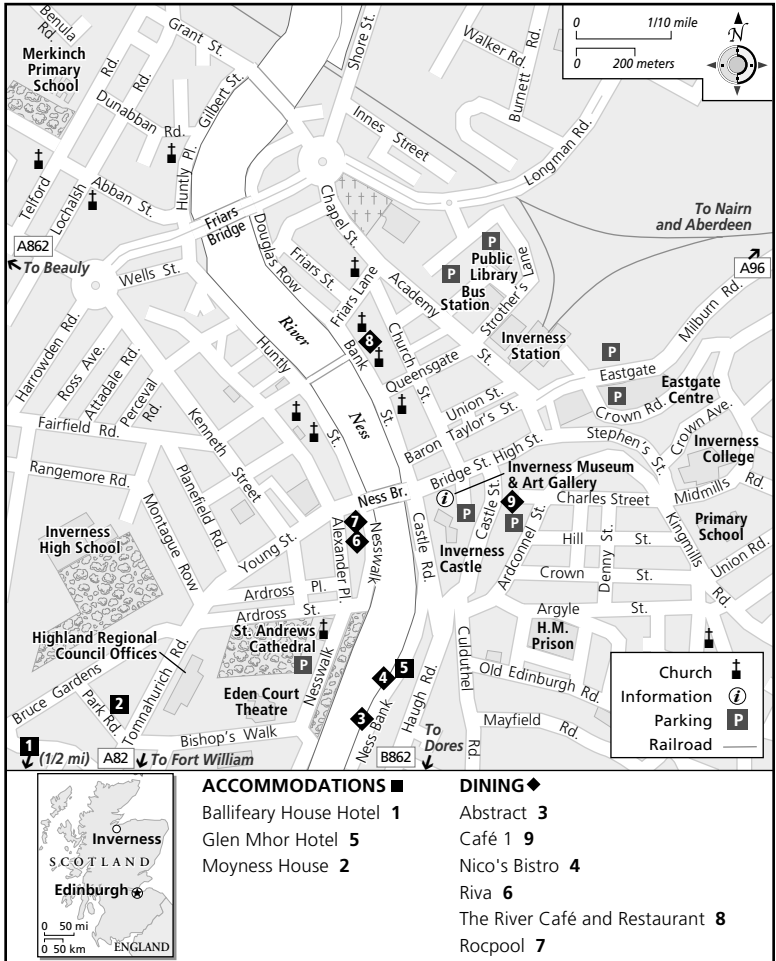 Benula
Rd.
Grant St.
Shore St.
Walker Rd.
Burnett Rd.
0 1/10 mile
0 200 meters
N
Merkinch
Primary
School
Rd.
Rd.
Dunabban
Rd.
Gilbert St.
Innes Street
Longman Rd.
Telford
Lochalsh
Abban St.
Huntly Pl.
Friars
Bridge
Douglas Row
Chapel St.
To Nairn
and Aberdeen
A96
A862
To Beauly
Wells St.
Friars St.
Friars Lane
Academy
St.
P
Public
Library
P
Bus
Station
Strother's Lane
Inverness
Station
Milburn Rd.
River
Ness
Huntly
St.
Bank
St.
8
Church
St.
Queensgate
P
Eastgate
P
Eastgate
Centre
Crown Rd.
Crown Ave.
Harrowden Rd.
Ross Ave.
Attadale Rd.
Perceval
Rd.
Fairfield Rd.
Kenneth
Street
Union St.
Baron Taylor's St.
Bridge St.
High St.
Stephen's St.
Inverness
College
Rangemore Rd.
Planefield Rd.
Montague Row
Ness Br.
Inverness Museum
& Art Gallery
i
P
Castle St.
9
P
Charles Street
Midmills
Rd.
Inverness
High School
Young St.
7
6
Alexander Pl.
Nesswalk
Castle Rd.
Inverness
Castle
Ardconnel St.
Hill St.
Denny St.
Crown St.
Kingmills
Rd.
Primary
School
Union Rd.
Ardross Pl.
Ardross St.
St. Andrews
Cathedral
P
Argyle St.
H.M.
Prison
Highland Regional
Council Offices
Tomnahurich Rd.
Eden Court
Theatre
Nesswalk
5
4
3
Ness Bank
Haugh Rd.
Culduthel
Rd.
Old Edinburgh Rd.
Mayfield Rd.
Bruce Gardens
Park Rd.
2
Bishop's Walk
1
(1/2 mi)
A82
To Fort William
To
Dores
B862
Church
Information i
Parking P
Railroad
Inverness
SCOTLAND
Edinburgh
0 50 mi
0 50 km
ENGLAND
ACCOMMODATIONS
Ballifeary House Hotel 1
Glen Mhor Hotel 5
Moyness House 2
DINING
Abstract 3
Café 1 9
Nico's Bistro 4
Riva 6
The River Café and Restaurant 8
Rocpool 7